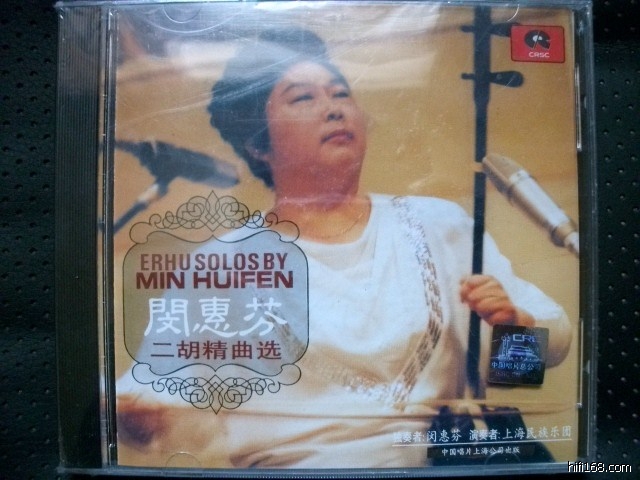 CRSC
ERHU SOLOS BY
MIN HUIFEN
閔惠芬
二胡精曲选
CRC
中国唱片总公司
独奏者:闵惠芬 演奏者:上海民族乐团
中国唱片上海公司出版
hifi168.com